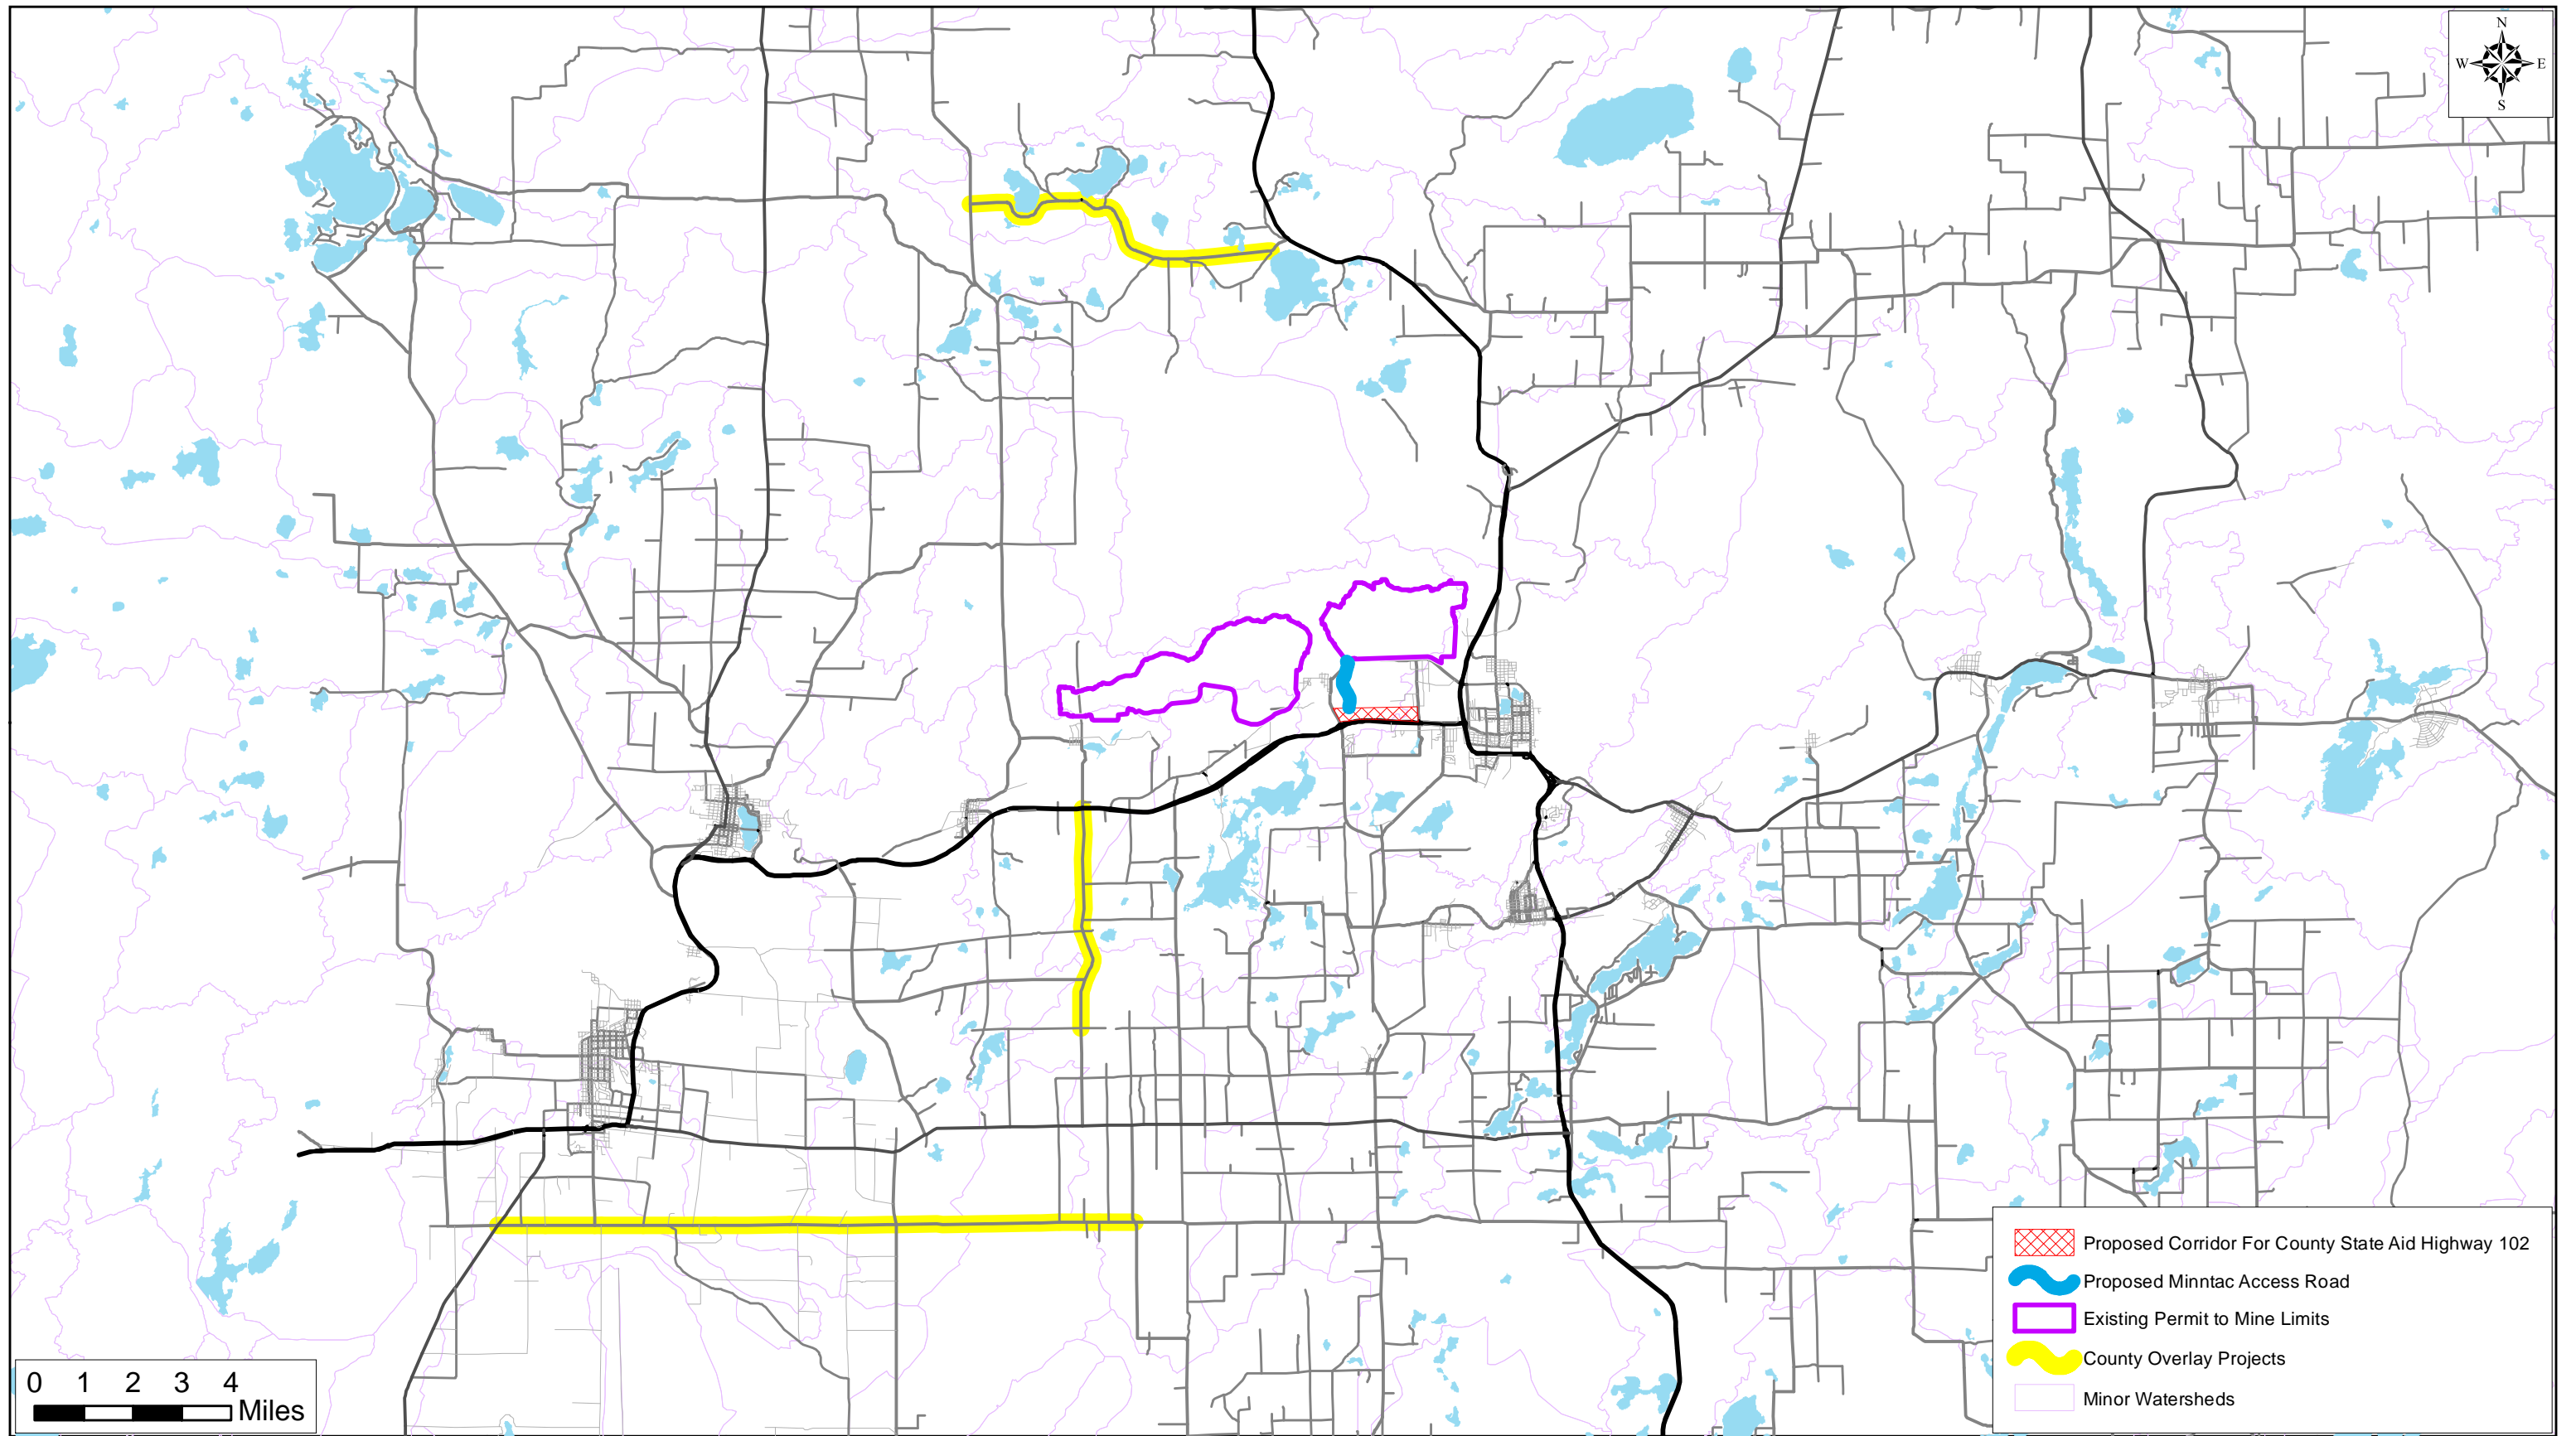 N
W E
S
Proposed Corridor For County State Aid Highway 102
Proposed Minntac Access Road
Existing Permit to Mine Limits
County Overlay Projects
Minor Watersheds
0 1 2 3 4
Miles